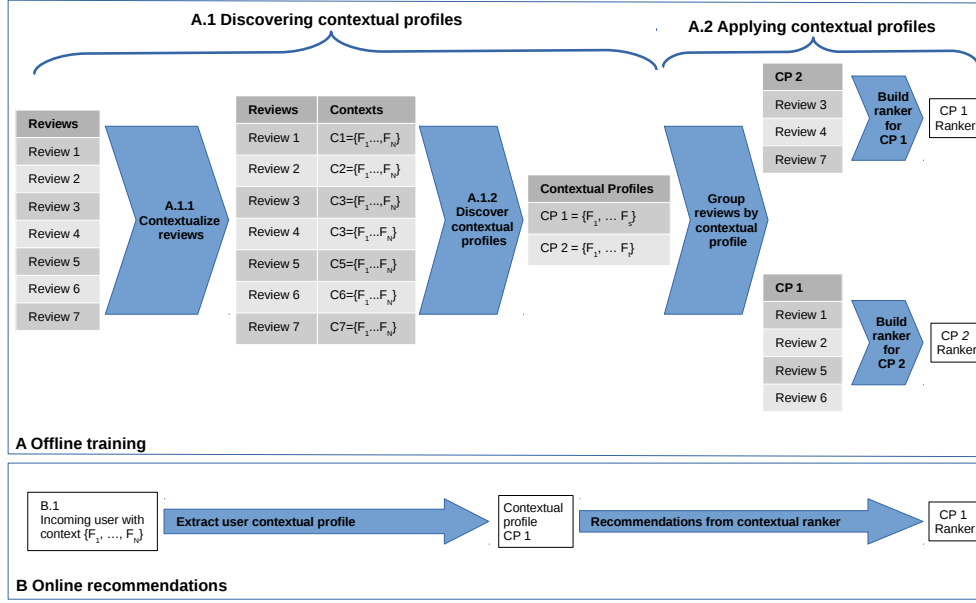 A.1 Discovering contextual profiles
A.2 Applying contextual profiles
Reviews
Review 1
Review 2
Review 3
Review 4
Review 5
Review 6
Review 7
A.1.1
Contextualize
reviews
Reviews Contexts
Review 1 C1={F1...,FN}
Review 2 C2={F1...,FN}
Review 3 C3={F1...,FN}
Review 4 C3={F1...FN}
Review 5 C5={F1...FN}
Review 6 C6={F1...FN}
Review 7 C7={F1...FN}
A.1.2
Discover
contextual
profiles
Contextual Profiles
CP 1 = {F1, … Fs}
CP 2 = {F1, … Ft}
Group
reviews by
contextual
profile
CP 2
Review 3
Review 4
Review 7
Build
ranker
for
CP 1
CP 1
Ranker
CP 1
Review 1
Review 2
Review 5
Review 6
Build
ranker
for
CP 2
CP 2
Ranker
A Offline training
B.1
Incoming user with
context {F1, …, FN}
Extract user contextual profile
Contextual
profile
CP 1
Recommendations from contextual ranker
CP 1
Ranker
B Online recommendations